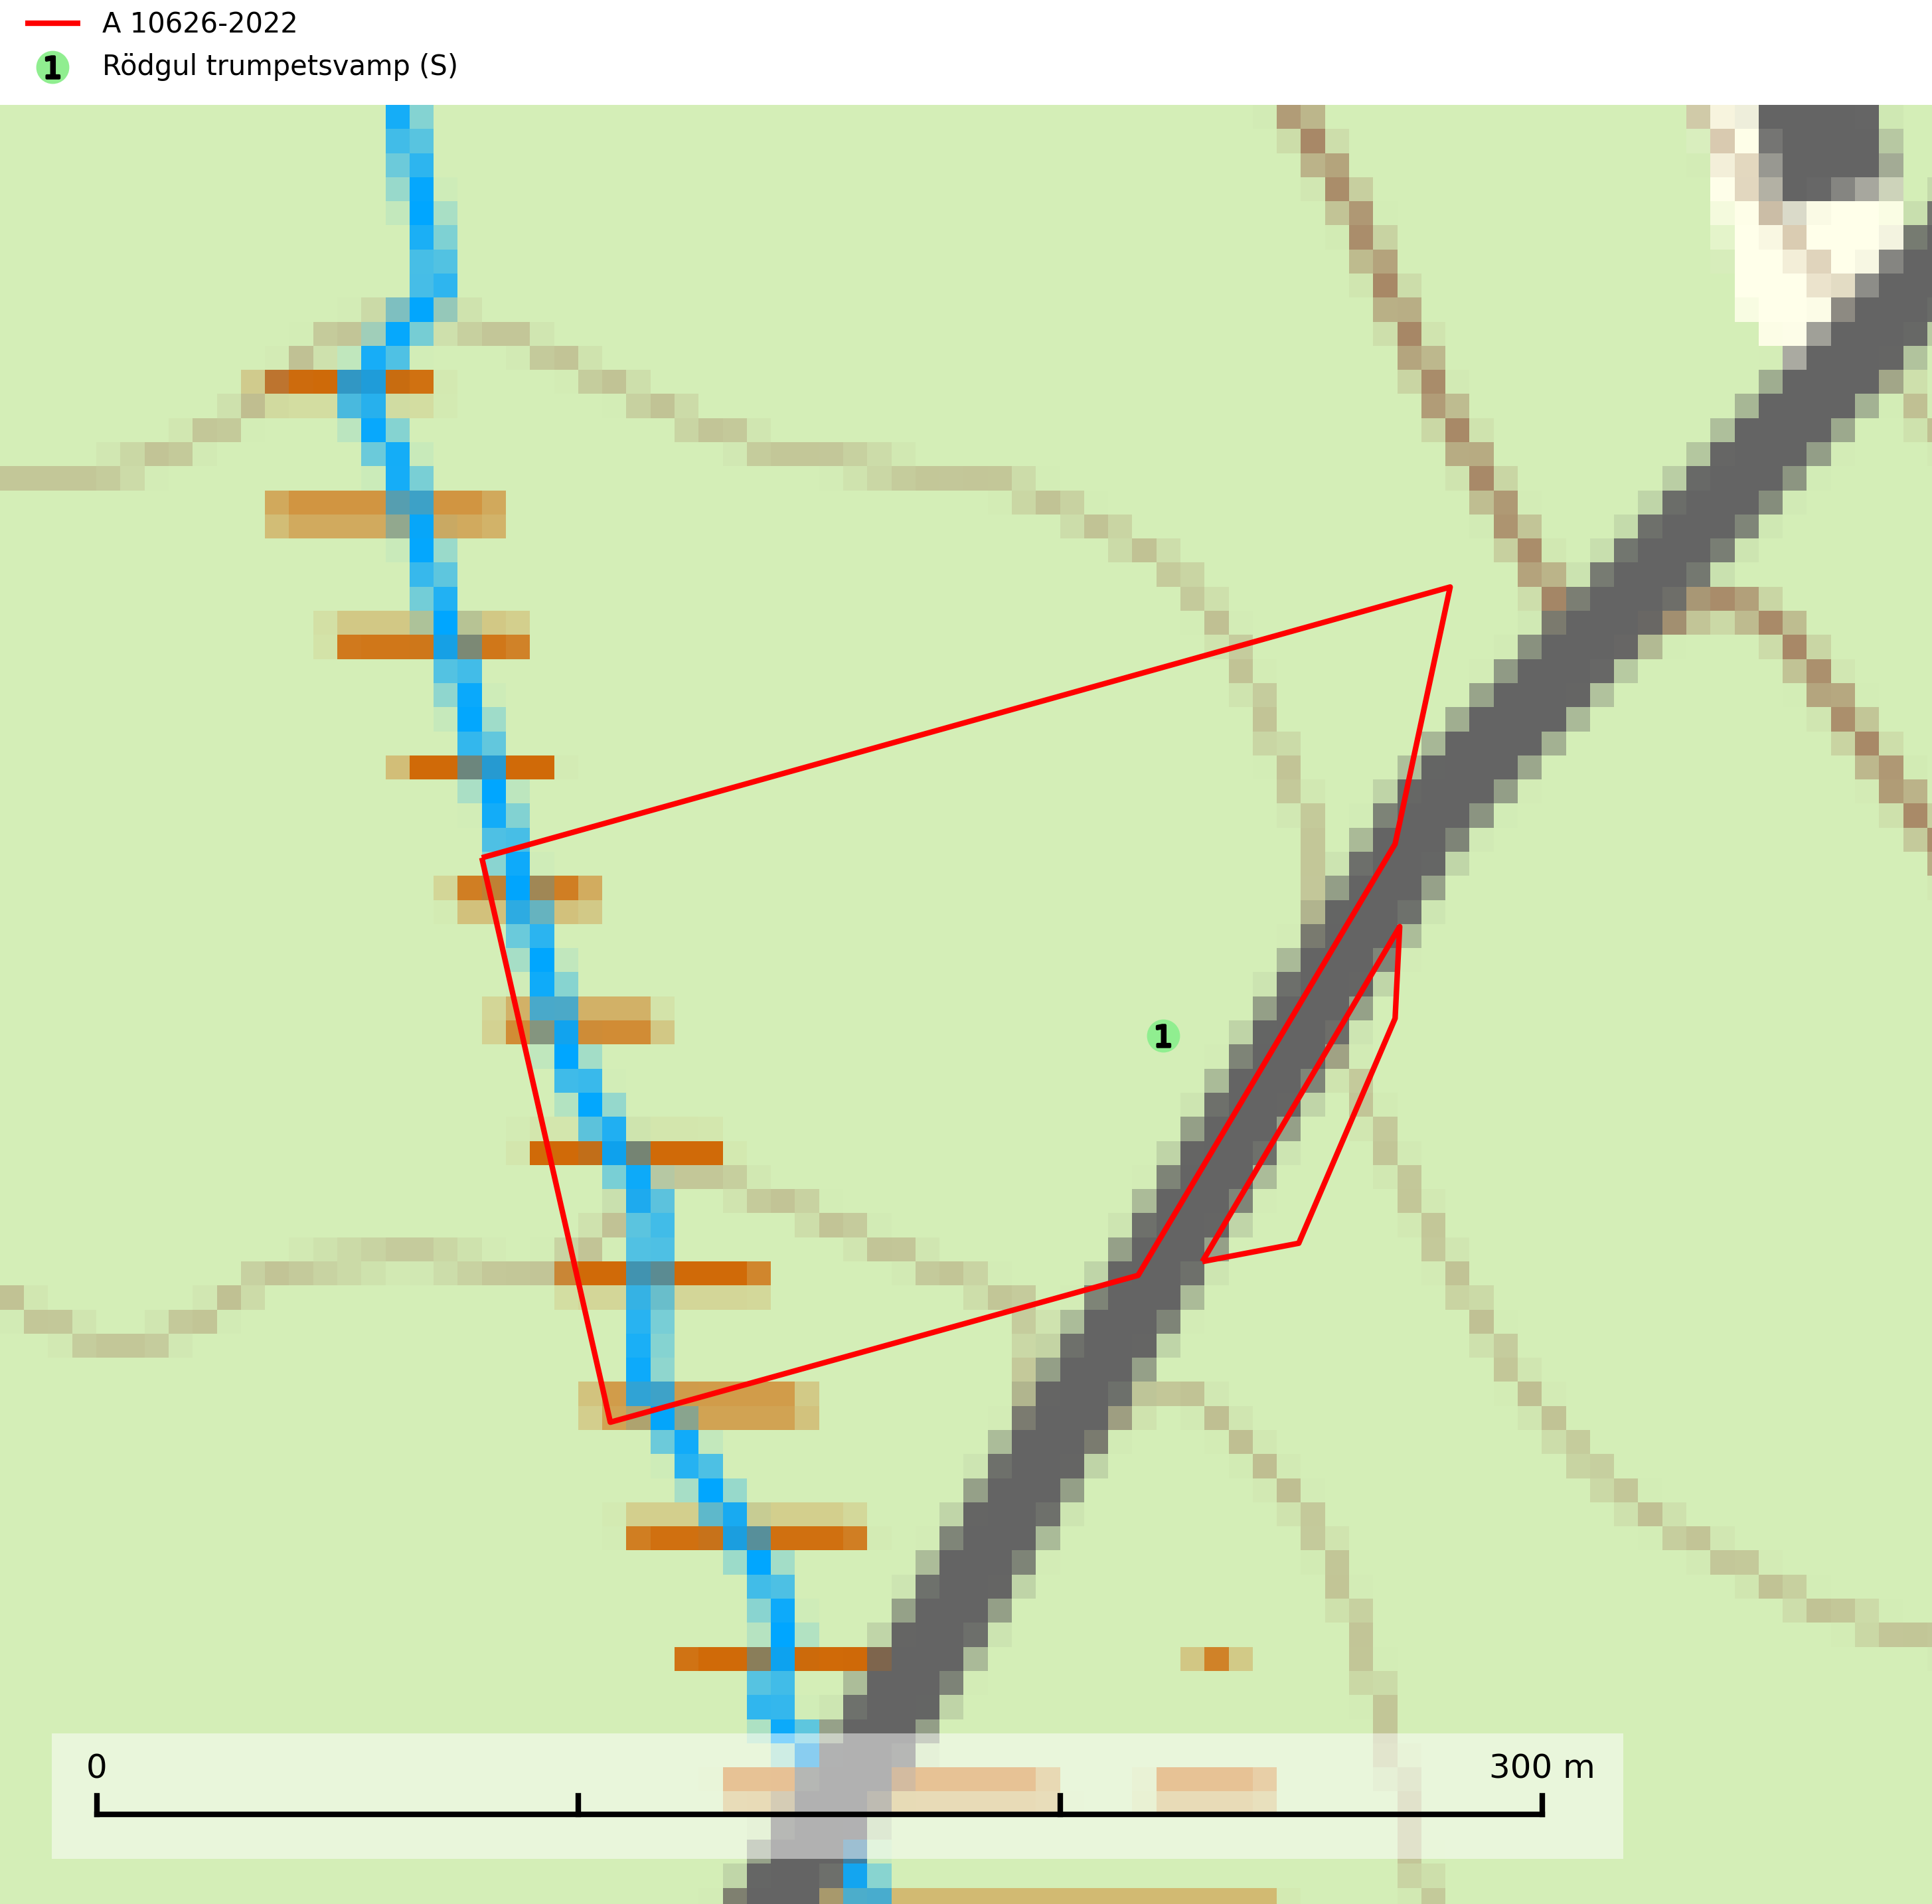 A 10626-2022
1 Rödgul trumpetsvamp (S)
1
0 300 m